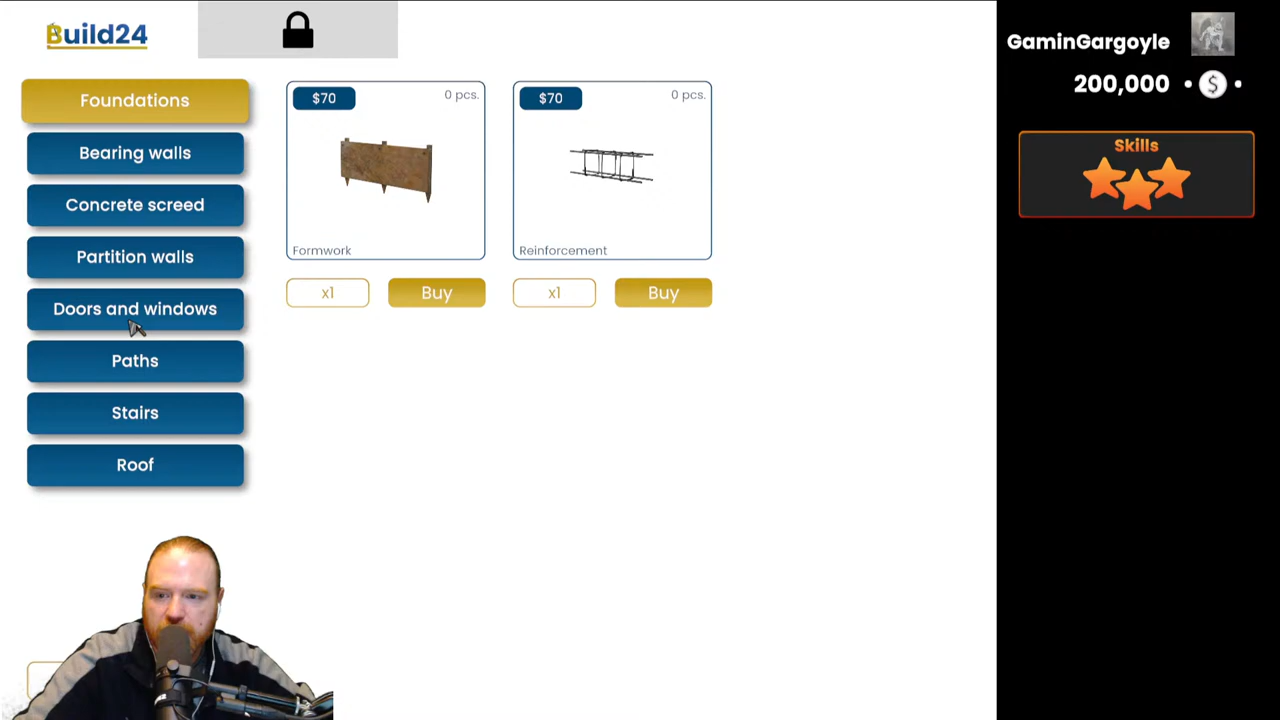 Build24
GaminGargoyle
200,000
Skills
Foundations
Bearing walls
Concrete screed
Partition walls
Doors and windows
Paths
Stairs
Roof
$70
0 pcs.
Formwork
x1
Buy
$70
0 pcs.
Reinforcement
x1
Buy